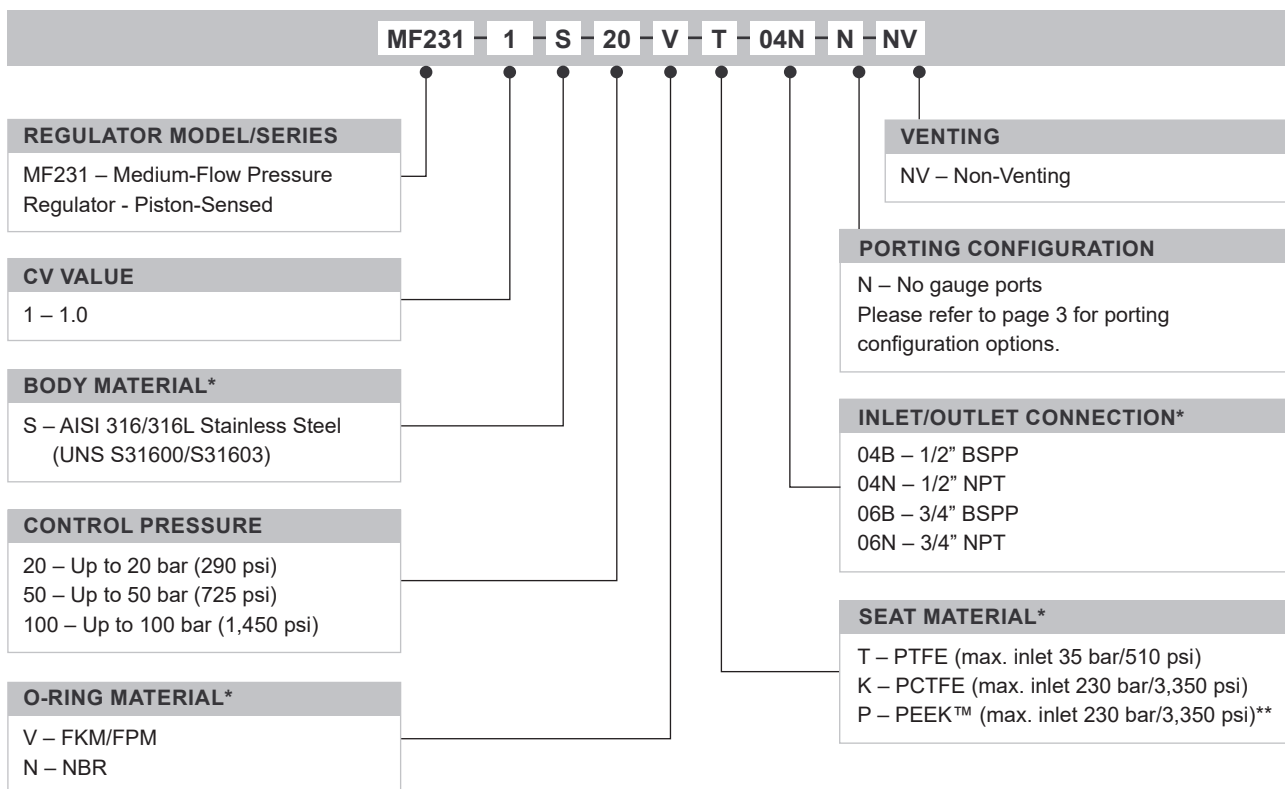 MF231 - 1 - S - 20 - V - T - 04N - N - NV
REGULATOR MODEL/SERIES
MF231 – Medium-Flow Pressure
Regulator - Piston-Sensed
CV VALUE
1 – 1.0
BODY MATERIAL*
S – AISI 316/316L Stainless Steel
(UNS S31600/S31603)
CONTROL PRESSURE
20 – Up to 20 bar (290 psi)
50 – Up to 50 bar (725 psi)
100 – Up to 100 bar (1,450 psi)
O-RING MATERIAL*
V – FKM/FPM
N – NBR
VENTING
NV – Non-Venting
PORTING CONFIGURATION
N – No gauge ports
Please refer to page 3 for porting
configuration options.
INLET/OUTLET CONNECTION*
04B – 1/2” BSPP
04N – 1/2” NPT
06B – 3/4” BSPP
06N – 3/4” NPT
SEAT MATERIAL*
T – PTFE (max. inlet 35 bar/510 psi)
K – PCTFE (max. inlet 230 bar/3,350 psi)
P – PEEK™ (max. inlet 230 bar/3,350 psi)**